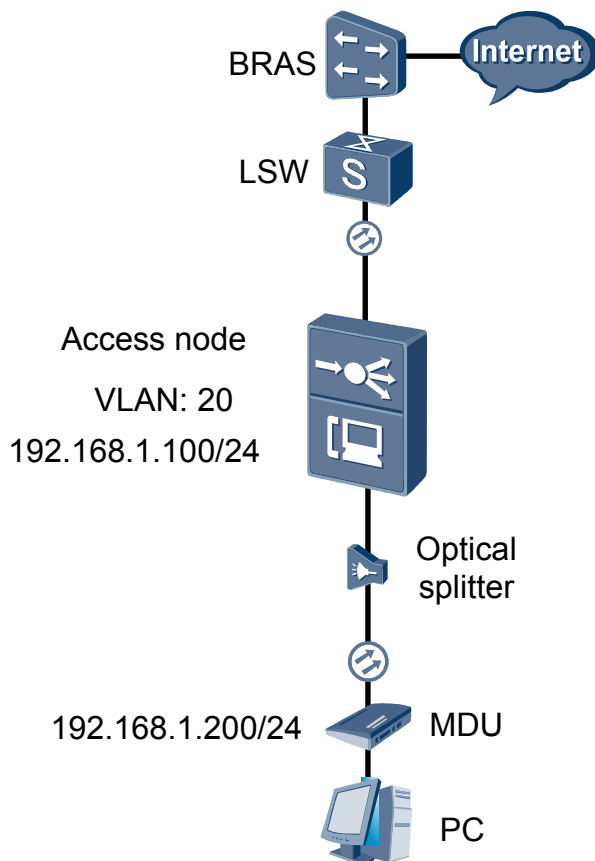 Internet
BRAS
LSW
S
Access node
VLAN: 20
192.168.1.100/24
Optical
splitter
192.168.1.200/24
MDU
PC